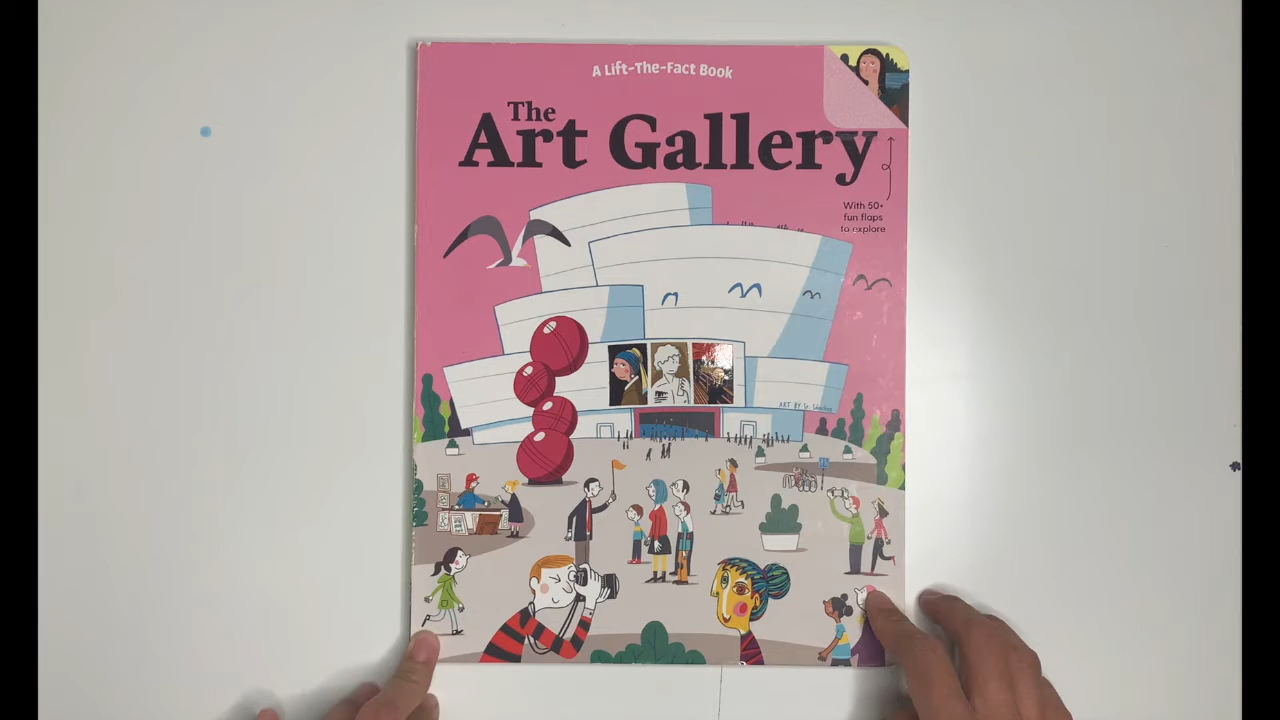 A Lift-The-Fact Book
The
Art Gallery
With 50+
fun flaps
to explore